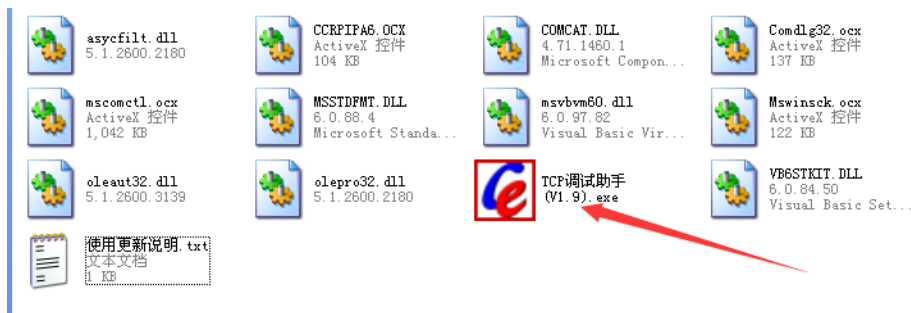 asycfilt.dll
5.1.2600.2180
CCRPIPA6.OCX
ActiveX 控件
104 KB
COMCAT.DLL
4.71.1460.1
Microsoft Compon...
Comdlg32.ocx
ActiveX 控件
137 KB
mscomctl.ocx
ActiveX 控件
1,042 KB
MSSTDFMT.DLL
6.0.88.4
Microsoft Standa...
msvbvm60.dll
6.0.97.82
Visual Basic Vir...
Mswinsck.ocx
ActiveX 控件
122 KB
oleaut32.dll
5.1.2600.3139
olepro32.dll
5.1.2600.2180
TCP调试助手
(V1.9).exe
VB6STKIT.DLL
6.0.84.50
Visual Basic Set...
使用更新说明.txt
文本文档
1 KB